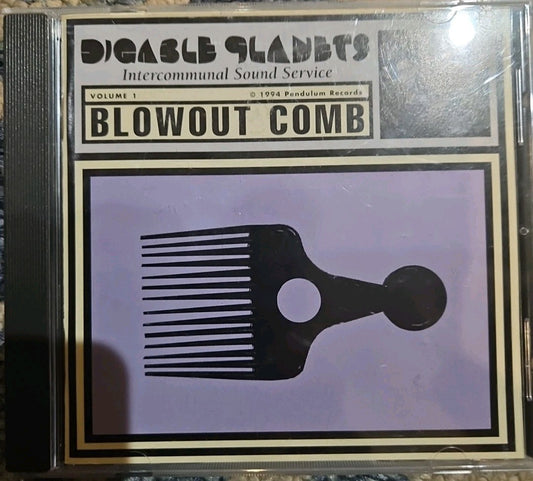 DIGABLE PLANETS
Intercommunal Sound Service
VOLUME 1 © 1994 Pendulum Records
BLOWOUT COMB